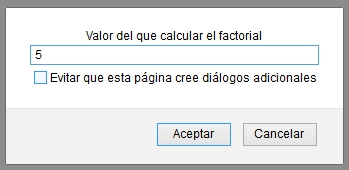 Valor del que calcular el factorial
5
Evitar que esta página cree diálogos adicionales
Aceptar Cancelar